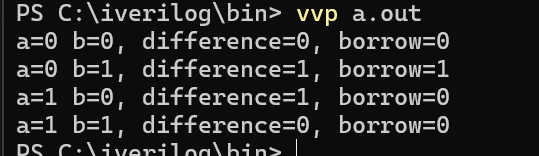 PS C:\iverilog\bin> vvp a.out
a=0 b=0, difference=0, borrow=0
a=0 b=1, difference=1, borrow=1
a=1 b=0, difference=1, borrow=0
a=1 b=1, difference=0, borrow=0
PS C:\iverilog\bin>